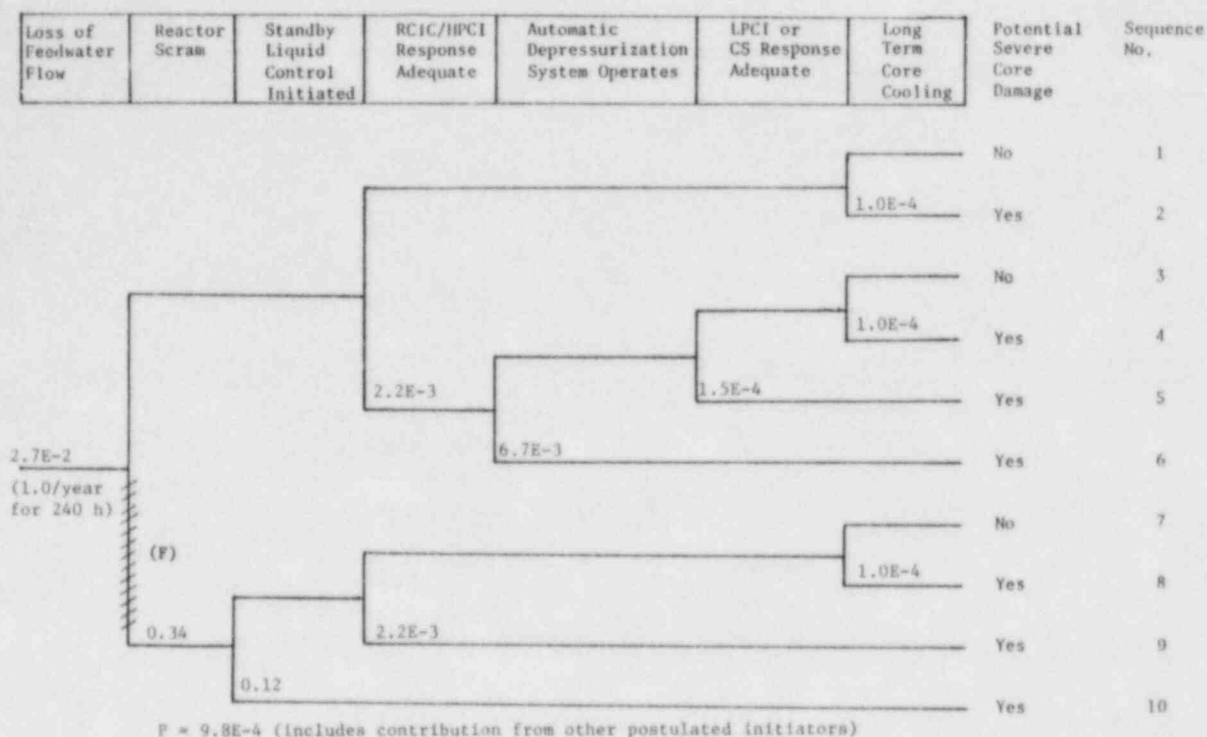 Loss of Feedwater Flow
Reactor Scram
Standby Liquid Control Initiated
RCIC/HPCI Response Adequate
Automatic Depressurization System Operates
LPCI or CS Response Adequate
Long Term Core Cooling
Potential Severe Core Damage
Sequence No.
No 1
1.0E-4
Yes 2
No 3
1.0E-4
Yes 4
2.2E-3
1.5E-4
Yes 5
6.7E-3
2.7E-2
Yes 6
(1.0/year
for 240 h)
No 7
(F)
1.0E-4
Yes 8
0.34
2.2E-3
Yes 9
0.12
Yes 10
P = 9.8E-4 (includes contribution from other postulated initiators)